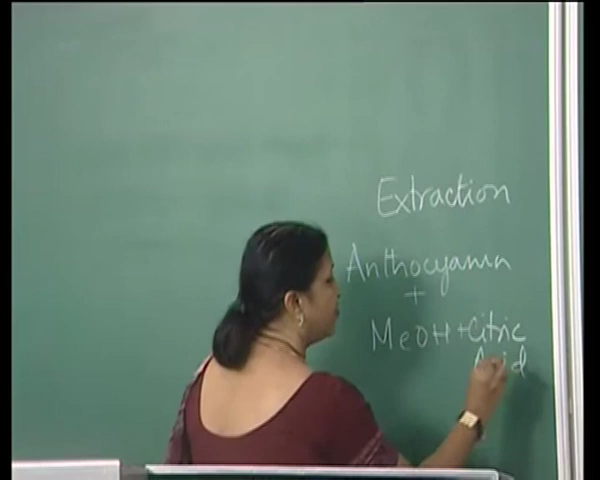 Extraction
Anthocyanin
+
MeOH + Citric
Acid